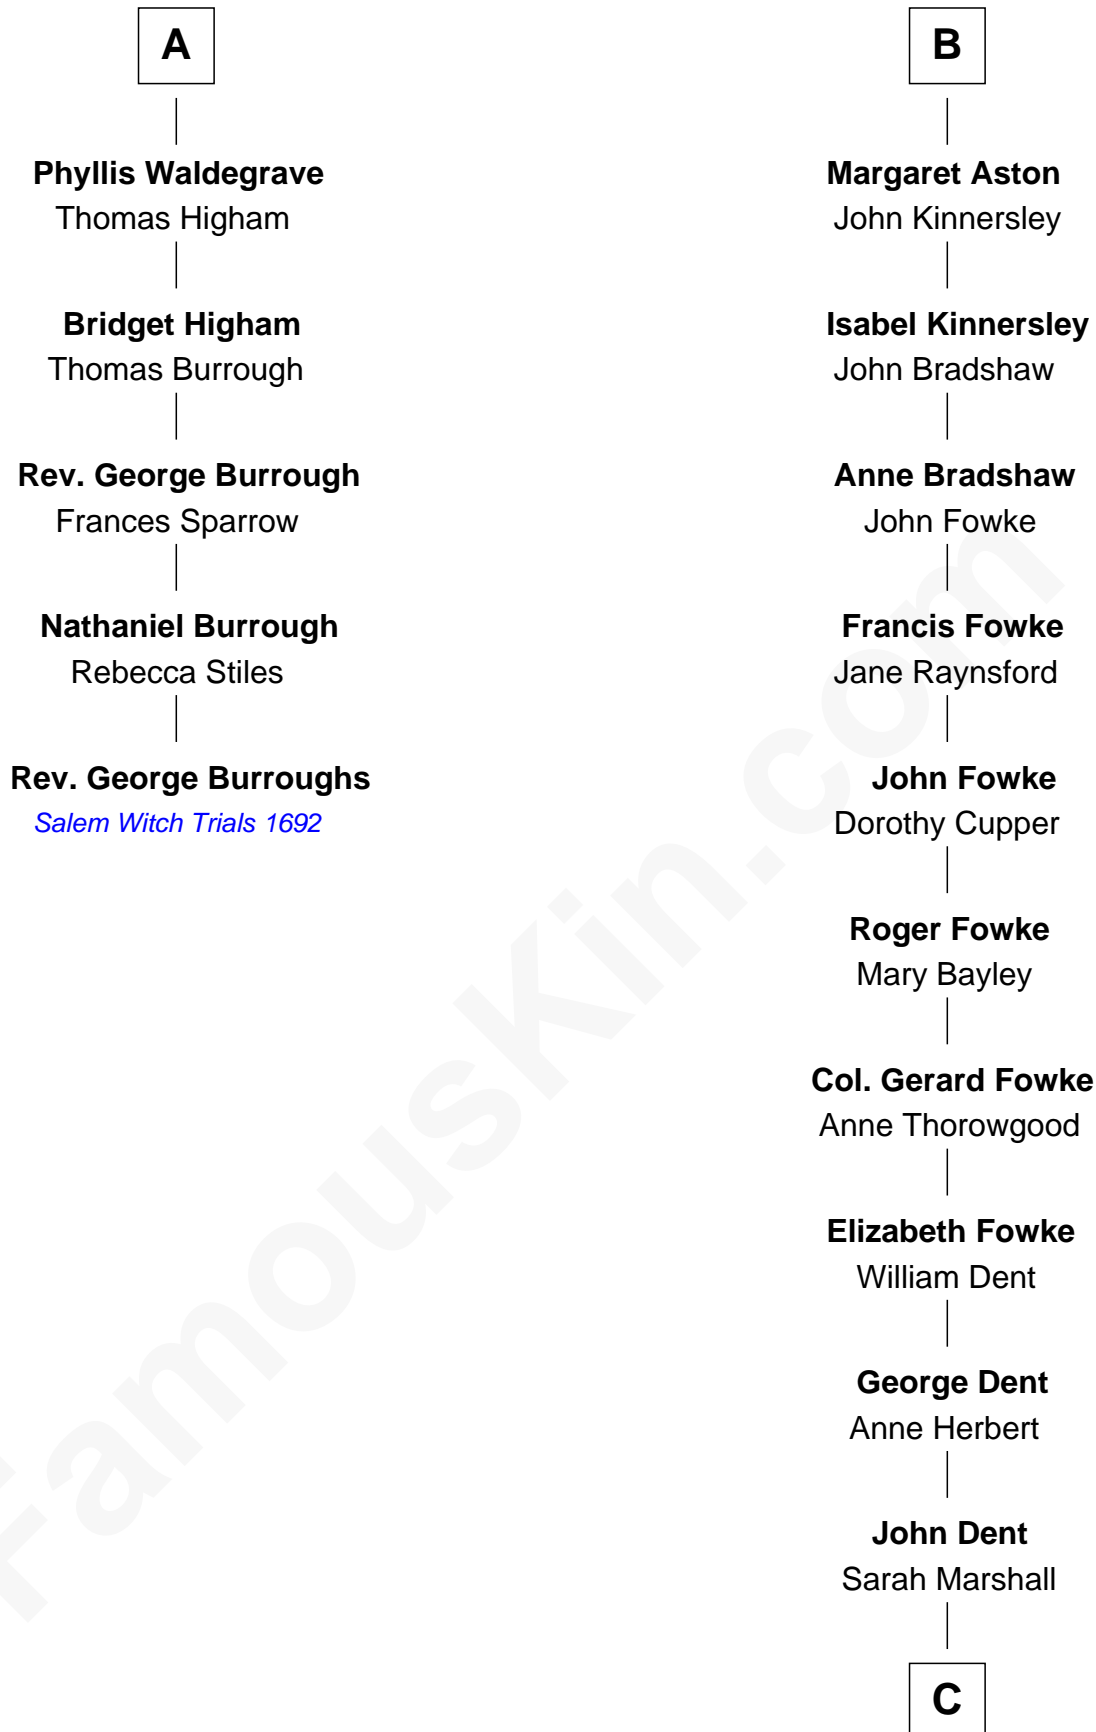 A
Phyllis Waldegrave
Thomas Higham
Bridget Higham
Thomas Burrough
Rev. George Burrough
Frances Sparrow
Nathaniel Burrough
Rebecca Stiles
Rev. George Burroughs
Salem Witch Trials 1692
B
Margaret Aston
John Kinnersley
Isabel Kinnersley
John Bradshaw
Anne Bradshaw
John Fowke
Francis Fowke
Jane Raynsford
John Fowke
Dorothy Cupper
Roger Fowke
Mary Bayley
Col. Gerard Fowke
Anne Thorowgood
Elizabeth Fowke
William Dent
George Dent
Anne Herbert
John Dent
Sarah Marshall
C
FamousKin.com